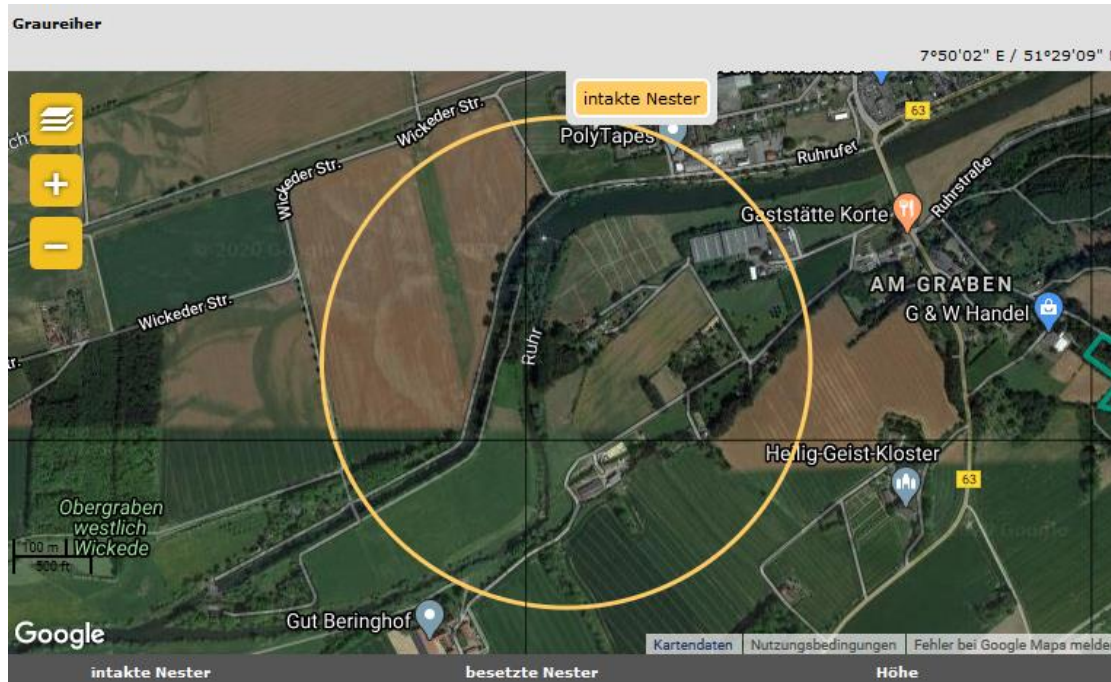 Graureiher
7°50'02" E / 51°29'09"
intakte Nester
Wickeder Str.
PolyTapes
63
Ruhrufer
Wickeder Str.
Ruhrstraße
Gaststätte Korte
AM GRABEN
G & W Handel
Wickeder Str.
Ruhr
Heilig-Geist-Kloster
63
Obergraben
westlich
Wickede
100 m
500 ft
Gut Beringhof
Google
Kartendaten
Nutzungsbedingungen
Fehler bei Google Maps melde
intakte Nester besetzte Nester Höhe